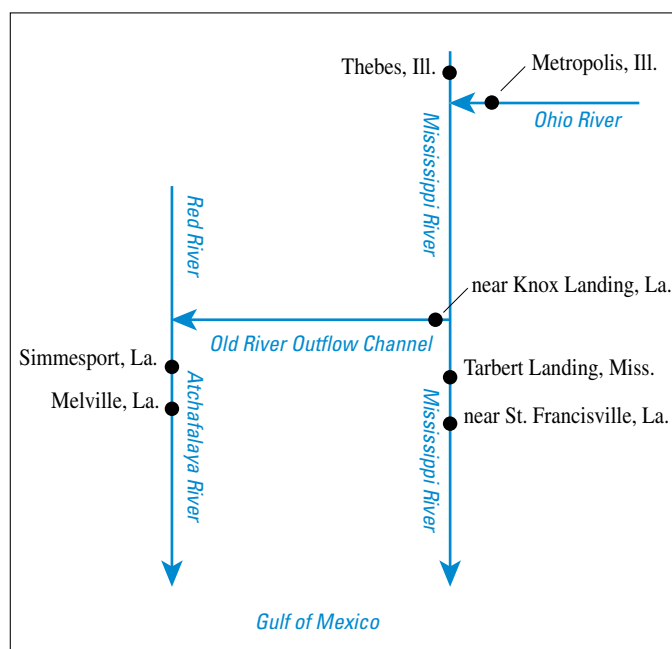 Thebes, Ill.
Metropolis, Ill.
Ohio River
Mississippi River
Red River
near Knox Landing, La.
Old River Outflow Channel
Simmesport, La.
Tarbert Landing, Miss.
Melville, La.
near St. Francisville, La.
Atchafalaya River
Mississippi River
Gulf of Mexico